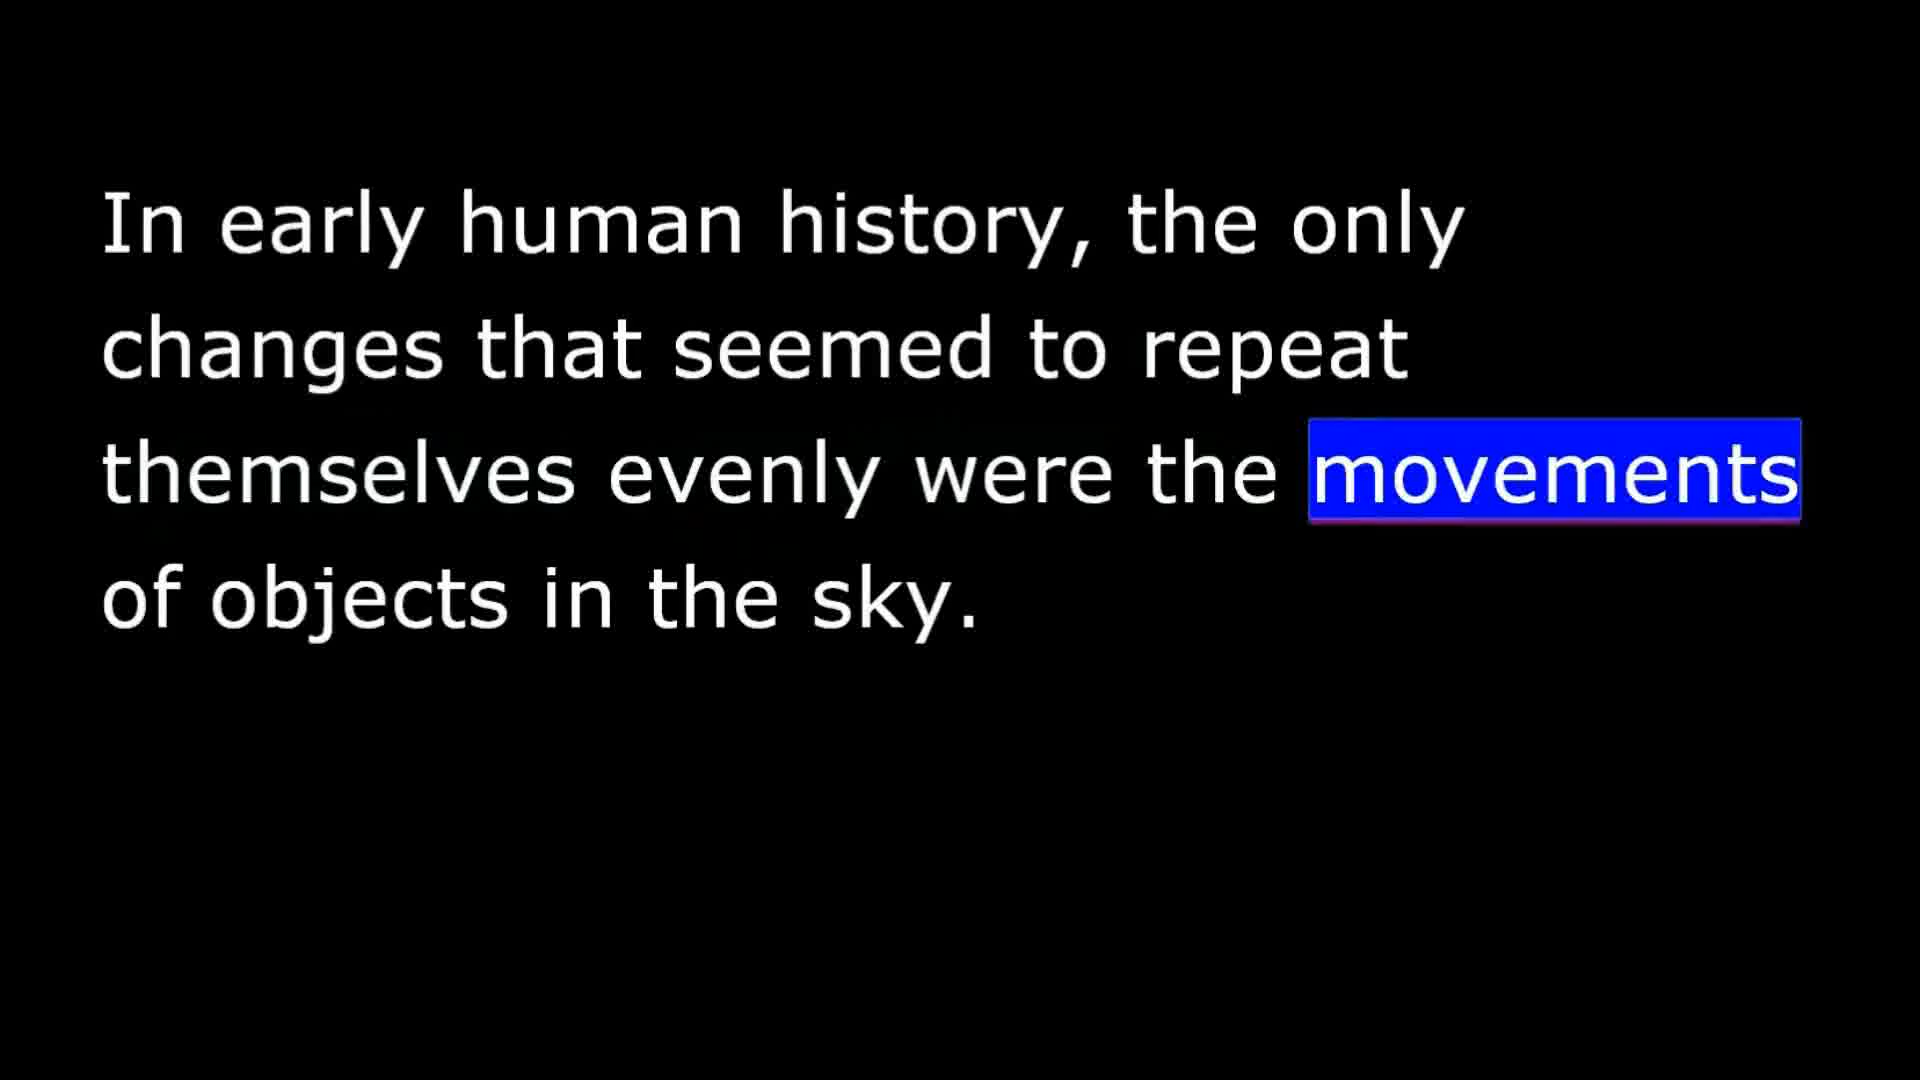 In early human history, the only
changes that seemed to repeat
themselves evenly were the movements
of objects in the sky.